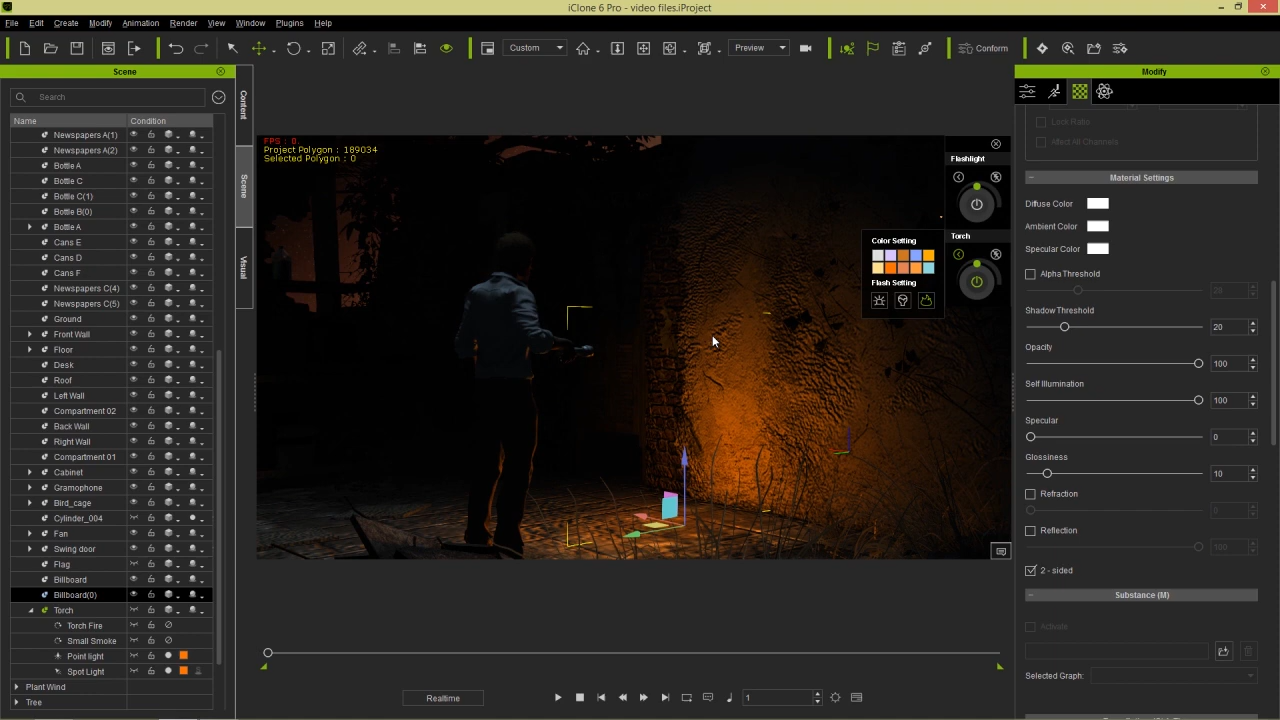 iClone 6 Pro - video files.iProject
File Edit Create Modify Animation Render View Window Plugins Help
Custom Preview Conform
Scene
Search
Name Condition
Newspapers A(1)
Newspapers A(2)
Bottle A
Bottle C
Bottle C(1)
Bottle B(0)
Bottle A
Cans E
Cans D
Cans F
Newspapers C(4)
Newspapers C(5)
Ground
Front Wall
Floor
Desk
Roof
Left Wall
Compartment 02
Back Wall
Right Wall
Compartment 01
Cabinet
Gramophone
Bird_cage
Cylinder_004
Fan
Swing door
Flag
Billboard
Billboard(0)
Torch
Torch Fire
Small Smoke
Point light
Spot Light
Plant Wind
Tree
Content
Scene
Visual
FPS : 0.
Project Polygon : 189034
Selected Polygon : 0
Flashlight
Torch
Color Setting
Flash Setting
Realtime
1
Modify
Lock Ratio
Affect All Channels
Material Settings
Diffuse Color
Ambient Color
Specular Color
Alpha Threshold
20
Shadow Threshold
20
Opacity
100
Self Illumination
100
Specular
0
Glossiness
10
Refraction
0
Reflection
100
2 - sided
Substance (M)
Activate
Selected Graph: